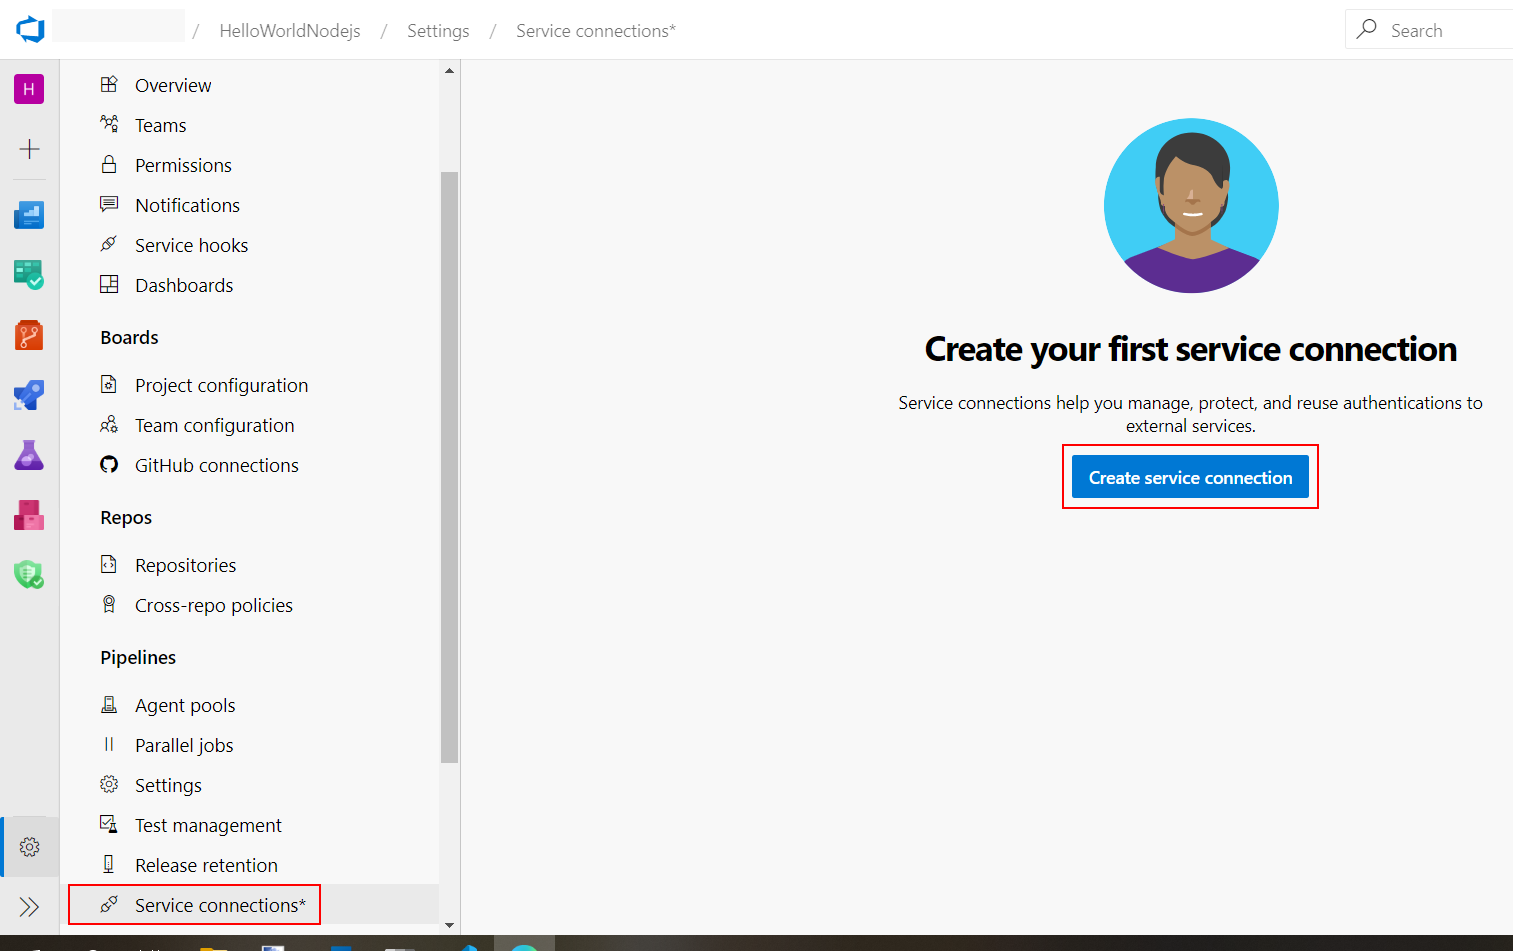 / HelloWorldNodejs / Settings / Service connections*
Search
H
Overview
Teams
Permissions
Notifications
Service hooks
Dashboards
Boards
Project configuration
Team configuration
GitHub connections
Repos
Repositories
Cross-repo policies
Pipelines
Agent pools
Parallel jobs
Settings
Test management
Release retention
Service connections*
Create your first service connection
Service connections help you manage, protect, and reuse authentications to
external services.
Create service connection